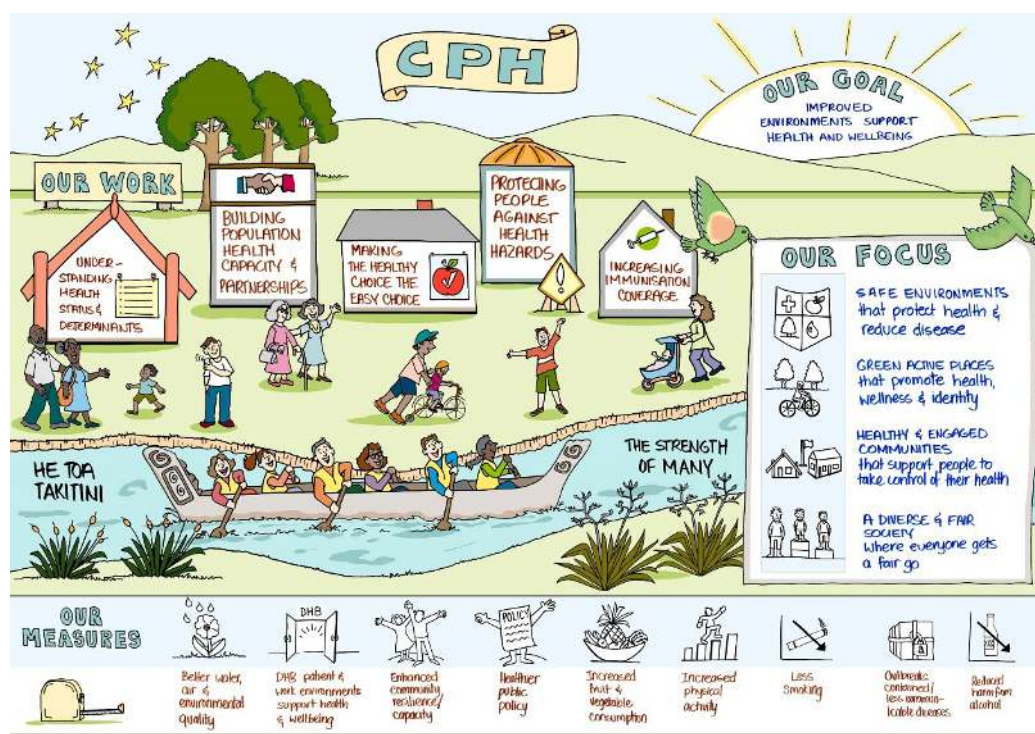 CPH
OUR GOAL
IMPROVED
ENVIRONMENTS SUPPORT
HEALTH AND WELLBEING
OUR WORK
UNDER-
STANDING
HEALTH
STATUS &
DETERMINANTS
BUILDING
POPULATION
HEALTH
CAPACITY &
PARTNERSHIPS
MAKING
THE HEALTHY
CHOICE THE
EASY CHOICE
PROTECTING
PEOPLE
AGAINST
HEALTH
HAZARDS
!
INCREASING
IMMUNISATION
COVERAGE
OUR FOCUS
SAFE ENVIRONMENTS
that protect health &
reduce disease
GREEN ACTIVE PLACES
that promote health,
wellness & identity
HEALTHY & ENGAGED
COMMUNITIES
that support people to
take control of their health
A DIVERSE & FAIR
SOCIETY
where everyone gets
a fair go
HE TOA
TAKITINI
THE STRENGTH
OF MANY
OUR
MEASURES
Better water,
air &
environmental
quality
DHB
DHB patient &
work environments
support health
& wellbeing
Enhanced
community
resilience/
capacity
POLICY
Healthier
public
policy
Increased
fruit &
vegetable
consumption
Increased
physical
activity
Less
Smoking
Outbreaks
contained/
less commun-
icable diseases
Reduced
harm from
alcohol